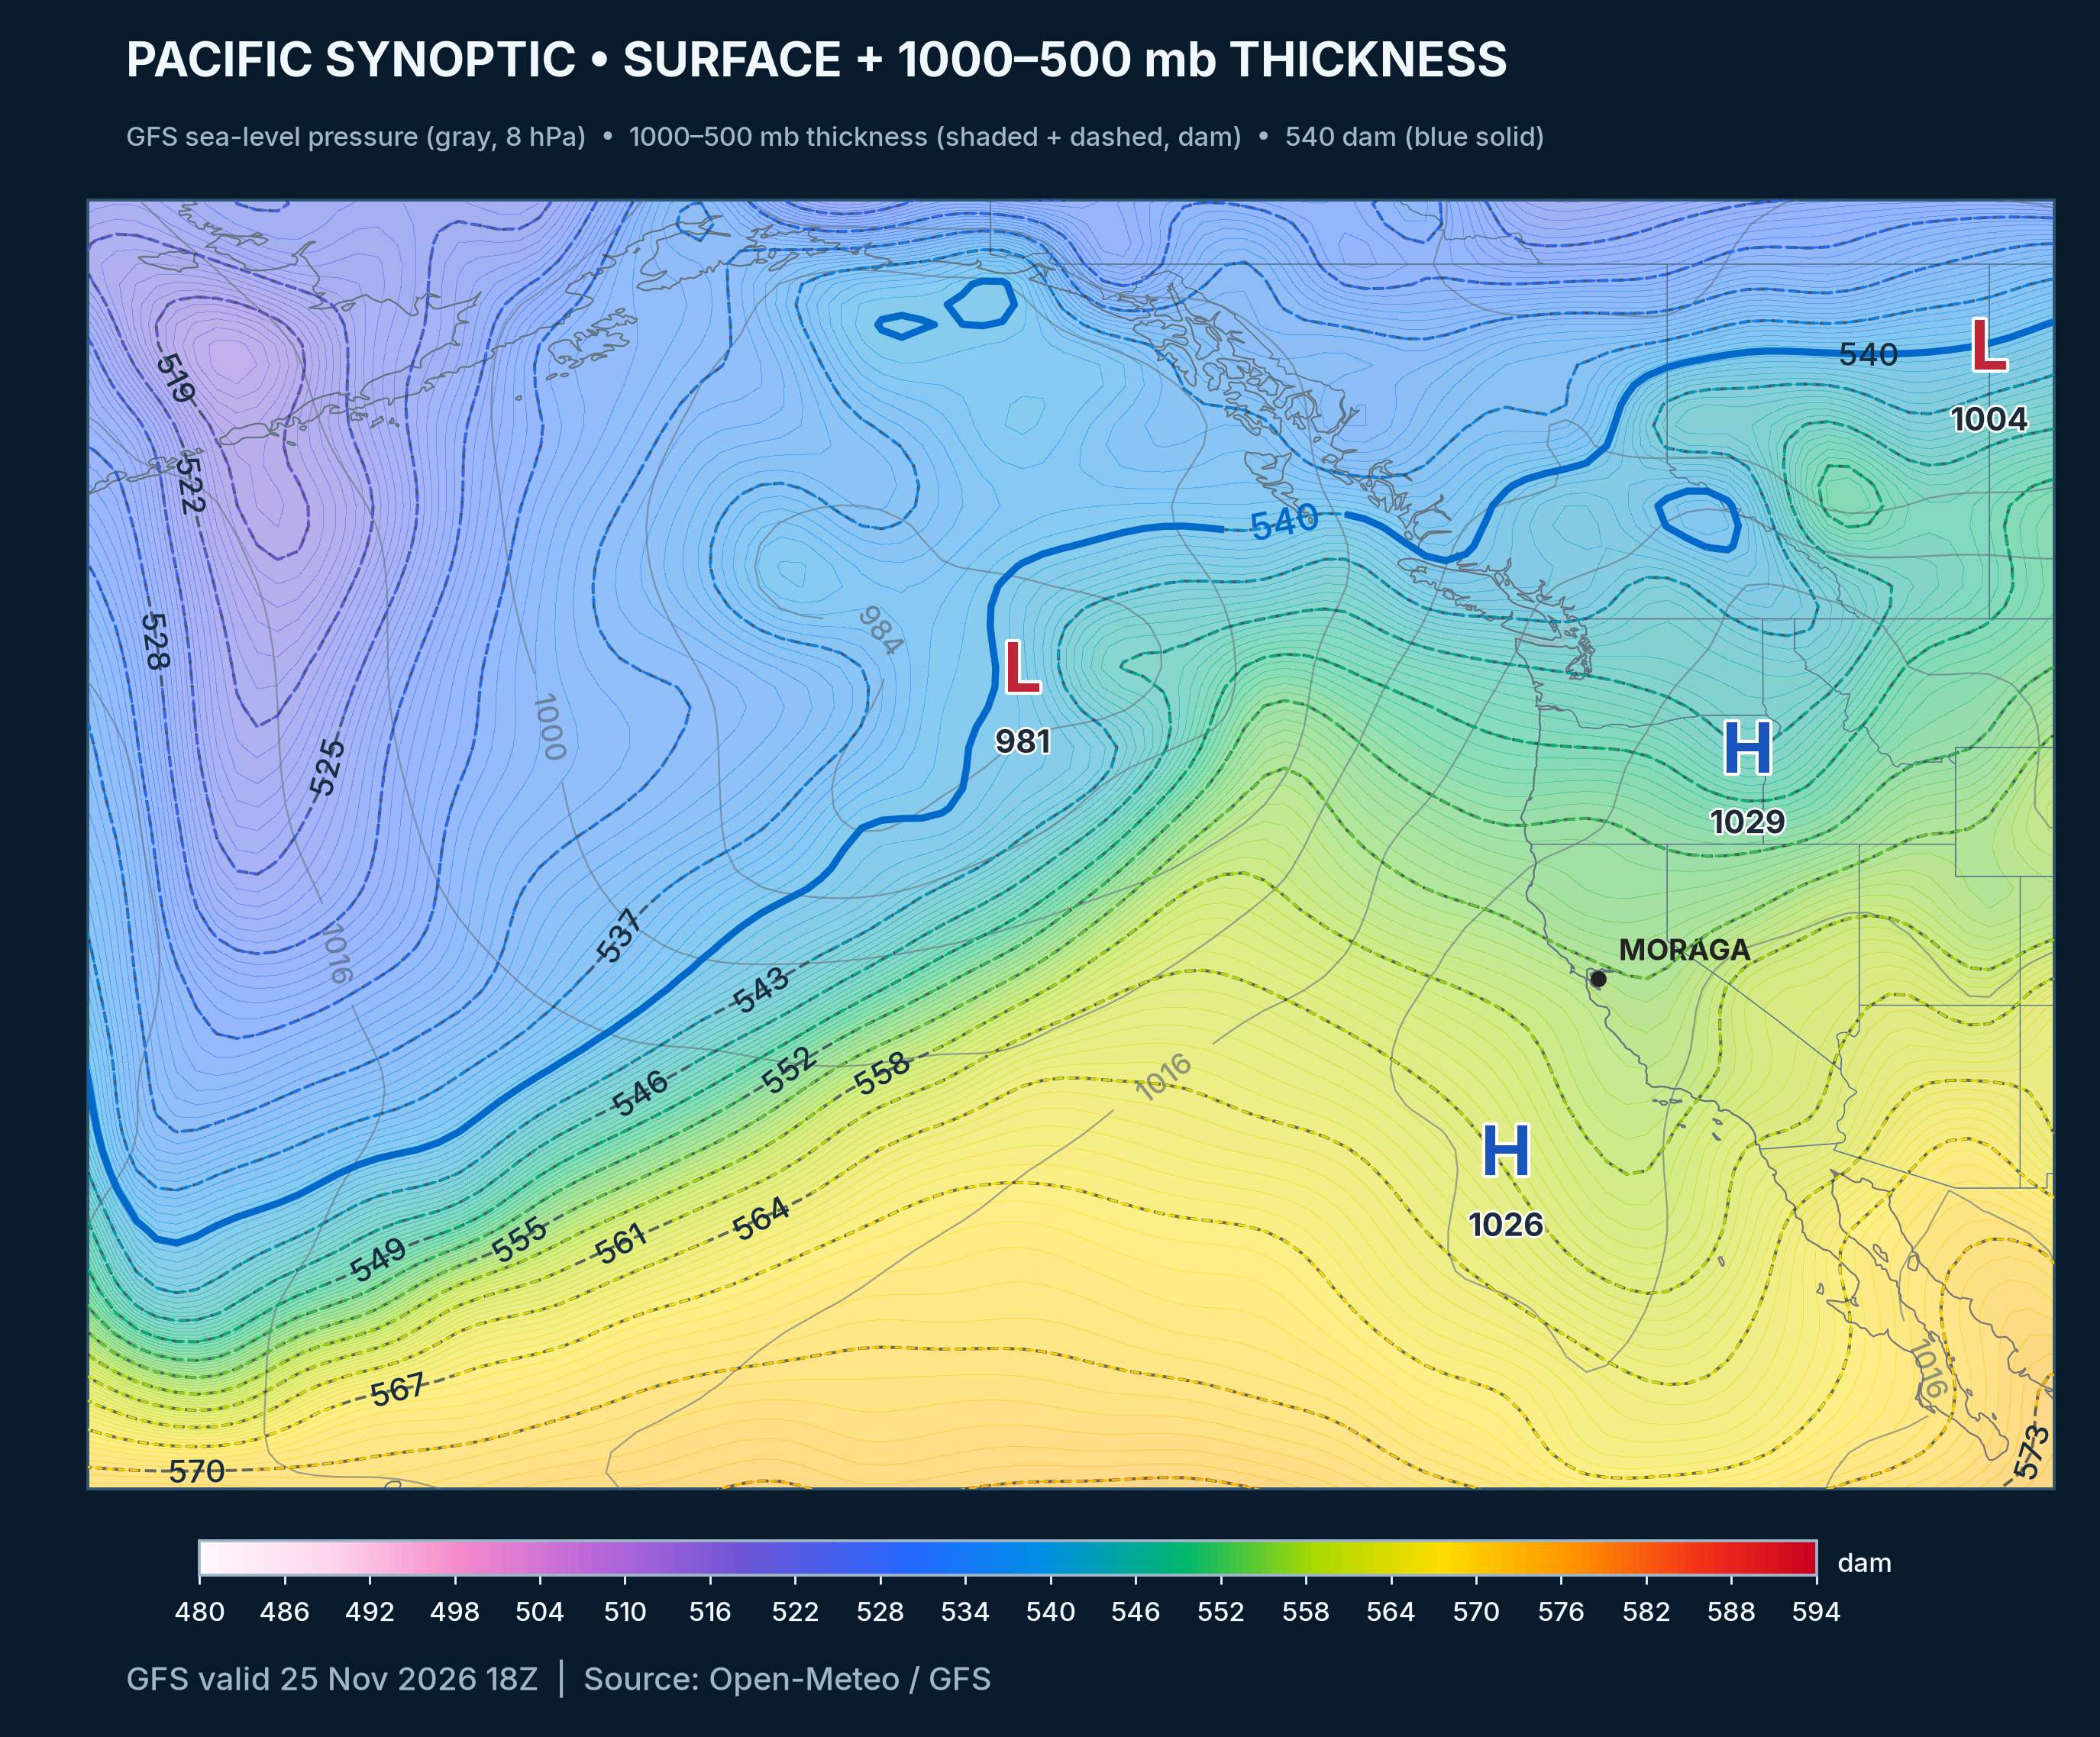 PACIFIC SYNOPTIC • SURFACE + 1000–500 mb THICKNESS
GFS sea-level pressure (gray, 8 hPa) • 1000–500 mb thickness (shaded + dashed, dam) • 540 dam (blue solid)
L
1004
540
519
522
540
528
984
L
981
1000
525
H
1029
537
1016
MORAGA
543
552
558
546
1016
H
1026
564
555
561
549
567
1016
570
573
dam
480 486 492 498 504 510 516 522 528 534 540 546 552 558 564 570 576 582 588 594
GFS valid 25 Nov 2026 18Z | Source: Open-Meteo / GFS